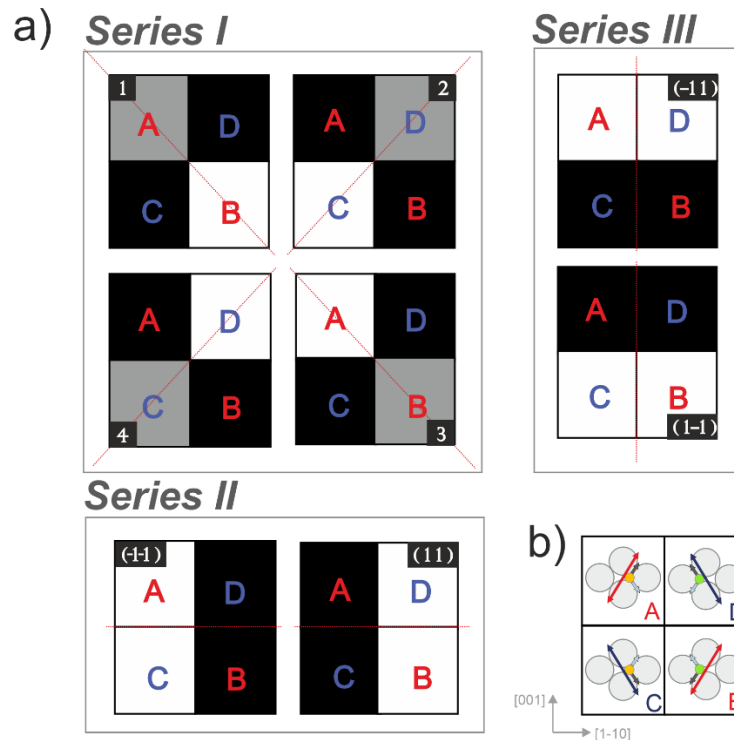 a)
Series I
1
A
D
C
B
2
A
D
C
B
A
D
C
B
4
A
D
C
B
3
Series III
(-11)
A
D
C
B
A
D
C
B
(1-1)
Series II
(-1-1)
A
D
C
B
(11)
A
D
C
B
b)
A
C
[001]
[1-10]